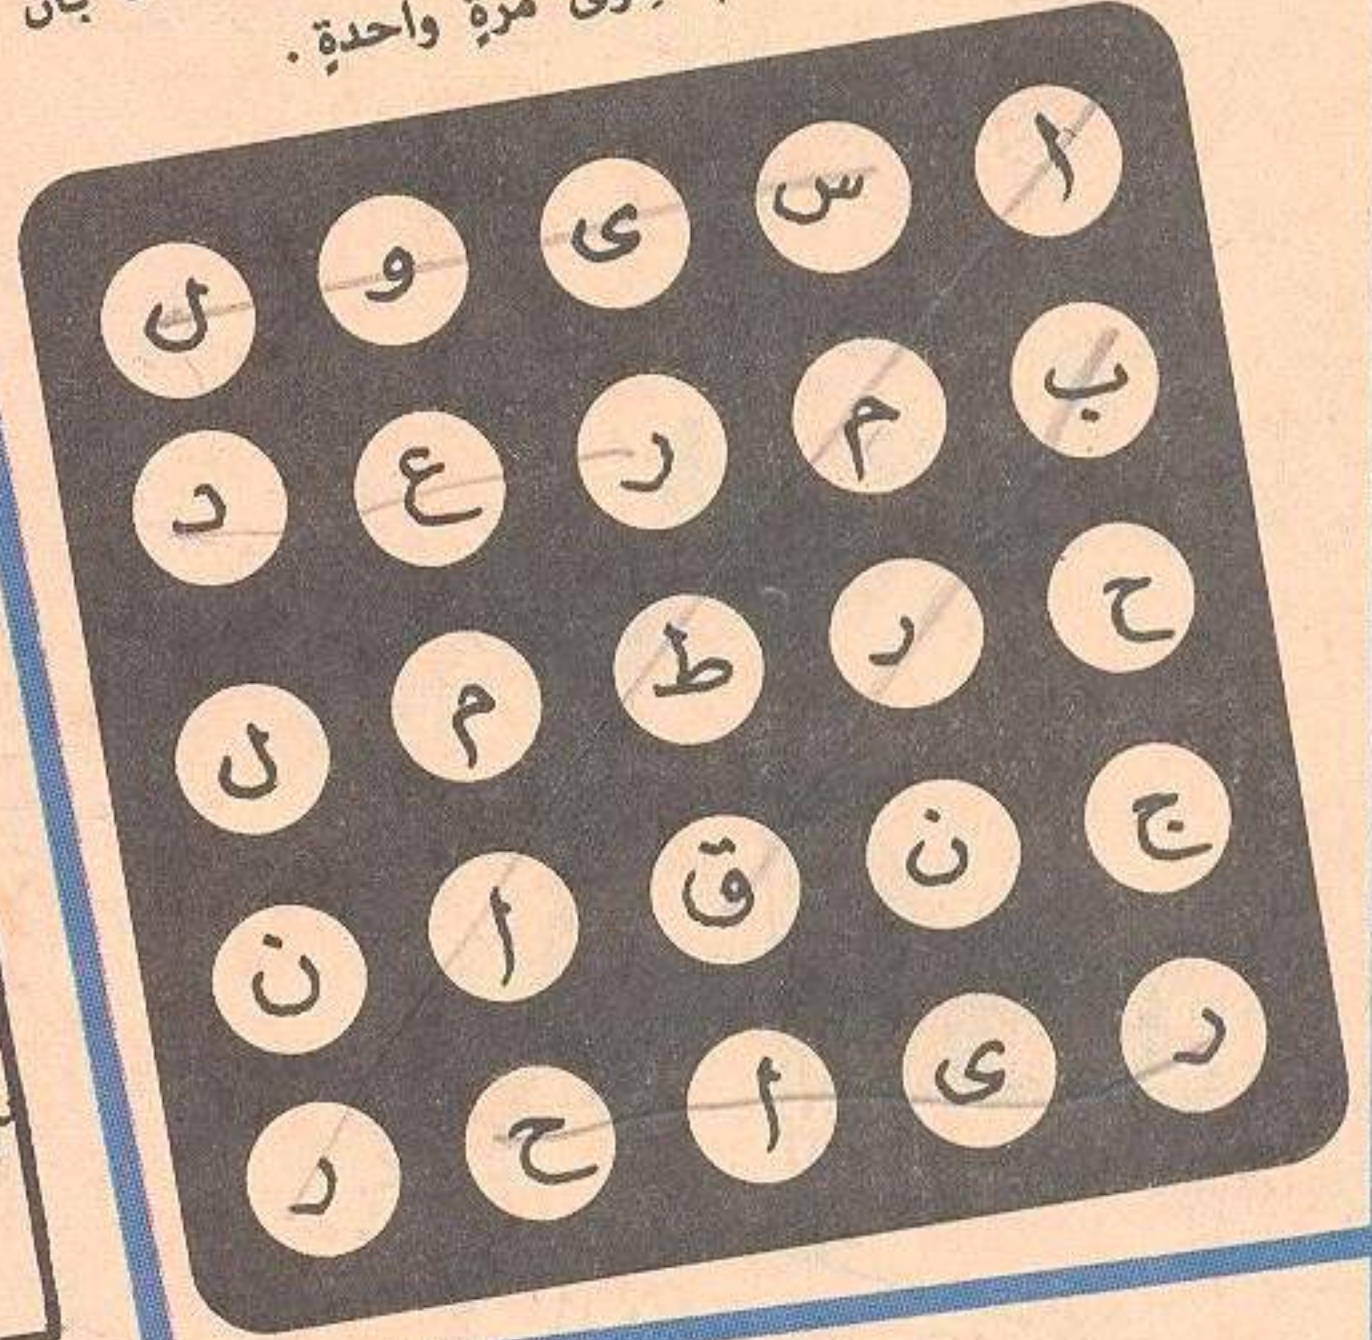 مرةٍ واحدةٍ .
ا س ى و ل
ب م ر ع د
ح ر ط م ل
ج ن ق ا ن
ر ى ا ح ر